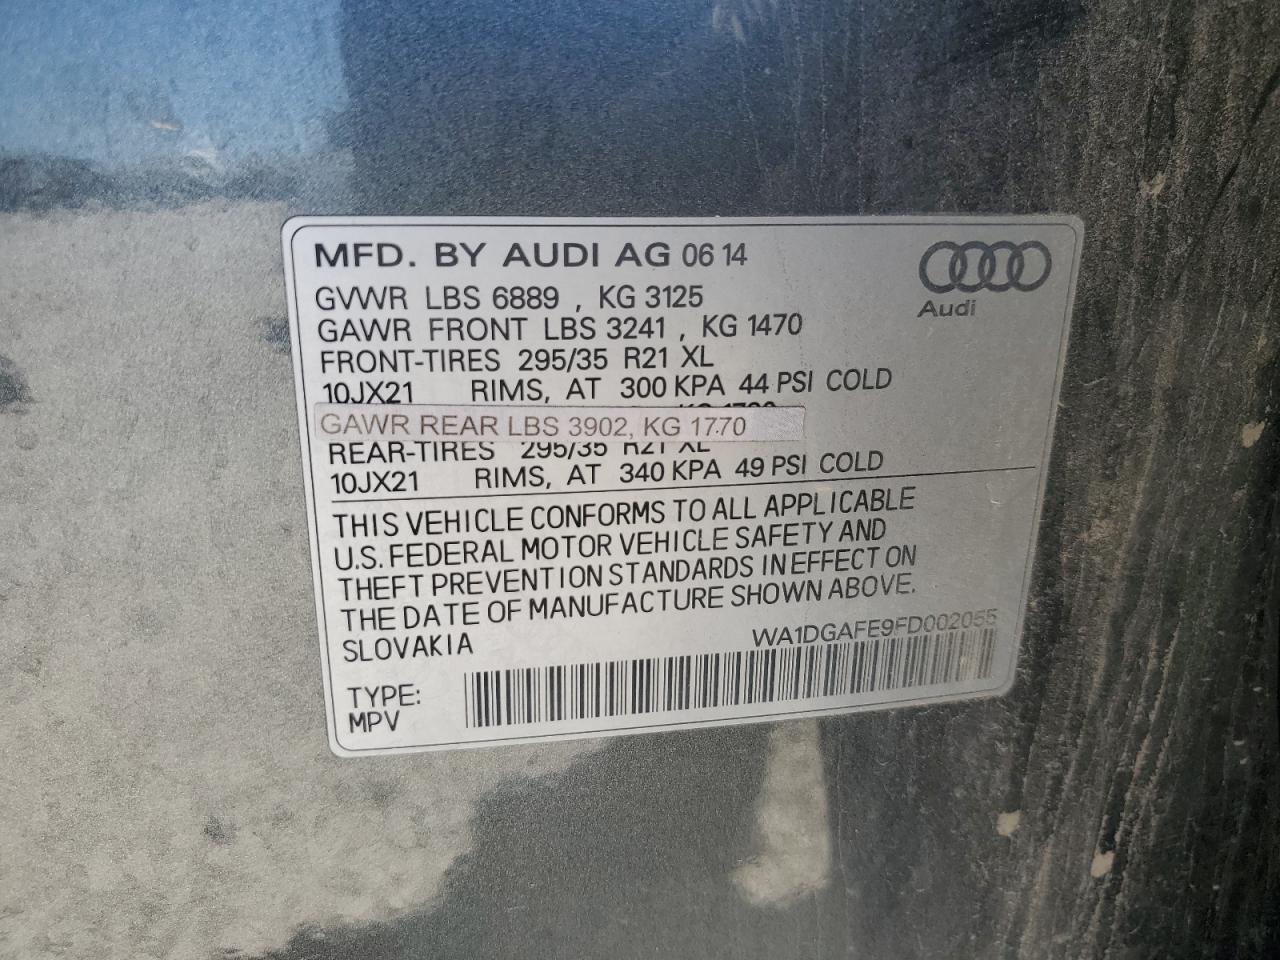 MFD. BY AUDI AG 06 14
Audi
GVWR LBS 6889 , KG 3125
GAWR FRONT LBS 3241 , KG 1470
FRONT-TIRES 295/35 R21 XL
10JX21 RIMS, AT 300 KPA 44 PSI COLD
GAWR REAR LBS 3902, KG 1770
REAR-TIRES 295/35 R21 XL
10JX21 RIMS, AT 340 KPA 49 PSI COLD
THIS VEHICLE CONFORMS TO ALL APPLICABLE
U.S. FEDERAL MOTOR VEHICLE SAFETY AND
THEFT PREVENTION STANDARDS IN EFFECT ON
THE DATE OF MANUFACTURE SHOWN ABOVE.
SLOVAKIA WA1DGAFE9FD002055
TYPE:
MPV